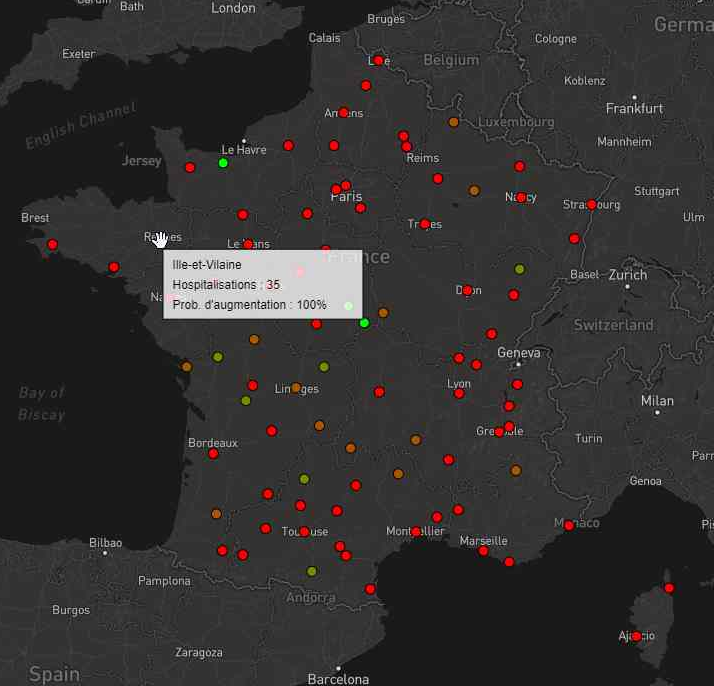 Bath
London
Bruges
Calais
Cologne
Germa
Exeter
Belgium
Koblenz
Frankfurt
English Channel
Amiens
Luxembourg
Le Havre
Mannheim
Jersey
Reims
Paris
Nancy
Stuttgart
Strasbourg
Brest
Ulm
Rennes
Troyes
Le Mans
France
Ille-et-Vilaine
Hospitalisations : 35
Prob. d'augmentation : 100%
Na
Basel
Zurich
Dijon
Switzerland
Geneva
Bay of
Biscay
Limoges
Lyon
Milan
Bordeaux
Grenoble
Turin
Parr
Genoa
Monaco
Pis
Toulouse
Montpellier
Marseille
Bilbao
Pamplona
Andorra
Burgos
Ajaccio
Zaragoza
Spain
Barcelona